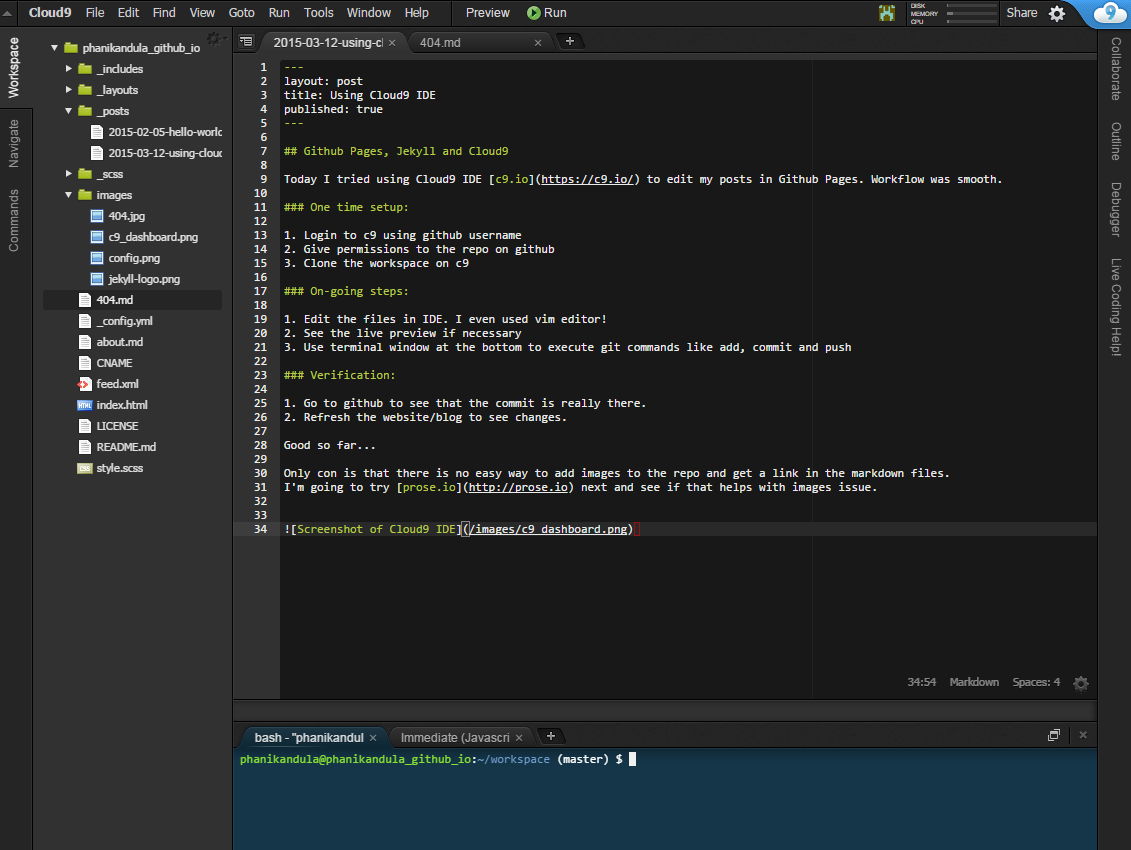 Cloud9 File Edit Find View Goto Run Tools Window Help Preview Run DISK MEMORY CPU Share 9
Workspace
Navigate
Commands
phanikandula_github_io
_includes
_layouts
_posts
2015-02-05-hello-world
2015-03-12-using-cloud
_scss
images
404.jpg
c9_dashboard.png
config.png
jekyll-logo.png
404.md
_config.yml
about.md
CNAME
feed.xml
HTML index.html
LICENSE
README.md
CSS style.scss
2015-03-12-using-cl × 404.md × +
1 ---
2 layout: post
3 title: Using Cloud9 IDE
4 published: true
5 ---
6
7 ## Github Pages, Jekyll and Cloud9
8
9 Today I tried using Cloud9 IDE [c9.io](https://c9.io/) to edit my posts in Github Pages. Workflow was smooth.
10
11 ### One time setup:
12
13 1. Login to c9 using github username
14 2. Give permissions to the repo on github
15 3. Clone the workspace on c9
16
17 ### On-going steps:
18
19 1. Edit the files in IDE. I even used vim editor!
20 2. See the live preview if necessary
21 3. Use terminal window at the bottom to execute git commands like add, commit and push
22
23 ### Verification:
24
25 1. Go to github to see that the commit is really there.
26 2. Refresh the website/blog to see changes.
27
28 Good so far...
29
30 Only con is that there is no easy way to add images to the repo and get a link in the markdown files.
31 I'm going to try [prose.io](http://prose.io) next and see if that helps with images issue.
32
33
34 ![Screenshot of Cloud9 IDE](/images/c9_dashboard.png)
34:54 Markdown Spaces: 4
bash - "phanikandul × Immediate (Javascri × +
phanikandula@phanikandula_github_io:~/workspace (master) $
Collaborate
Outline
Debugger
Live Coding Help!